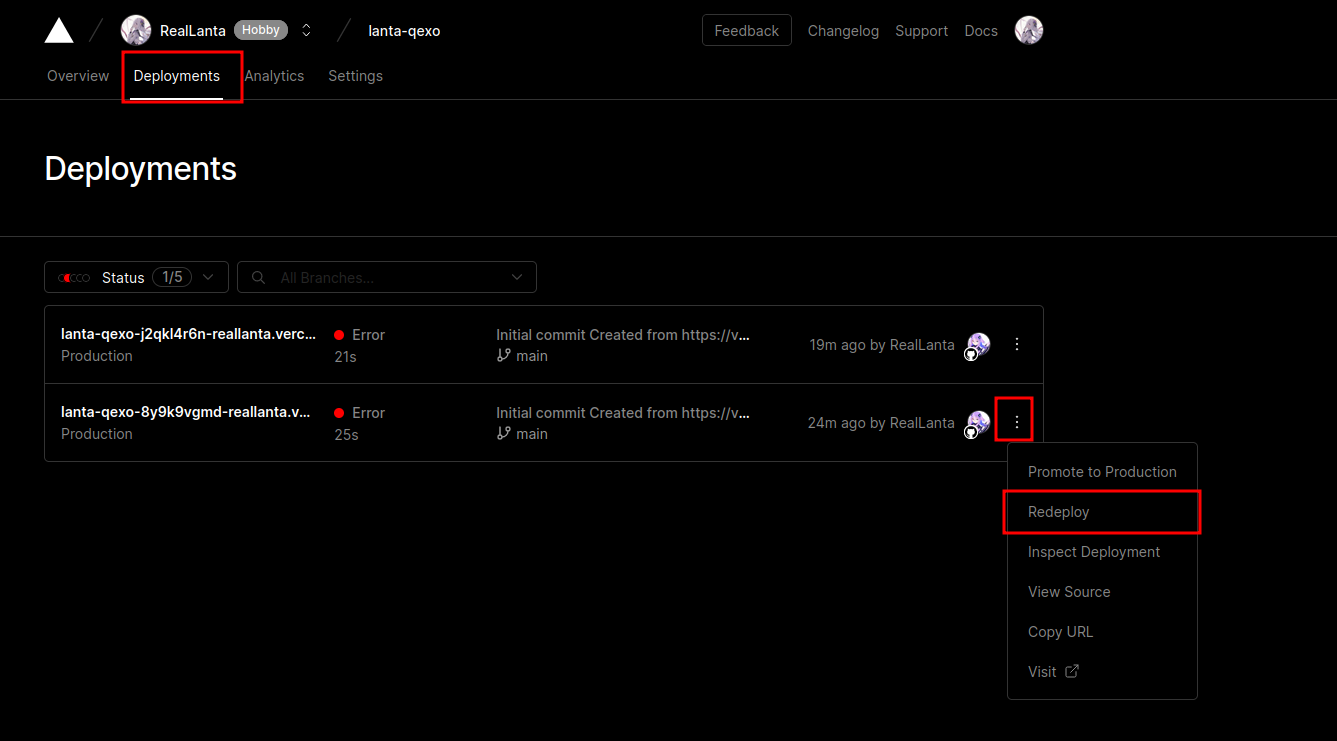 RealLanta Hobby lanta-qexo Feedback Changelog Support Docs
Overview Deployments Analytics Settings
Deployments
Status 1/5 All Branches...
lanta-qexo-j2qkl4r6n-reallanta.verc... Error Initial commit Created from https://v... 19m ago by RealLanta
Production 21s main
lanta-qexo-8y9k9vgmd-reallanta.v... Error Initial commit Created from https://v... 24m ago by RealLanta
Production 25s main
Promote to Production
Redeploy
Inspect Deployment
View Source
Copy URL
Visit